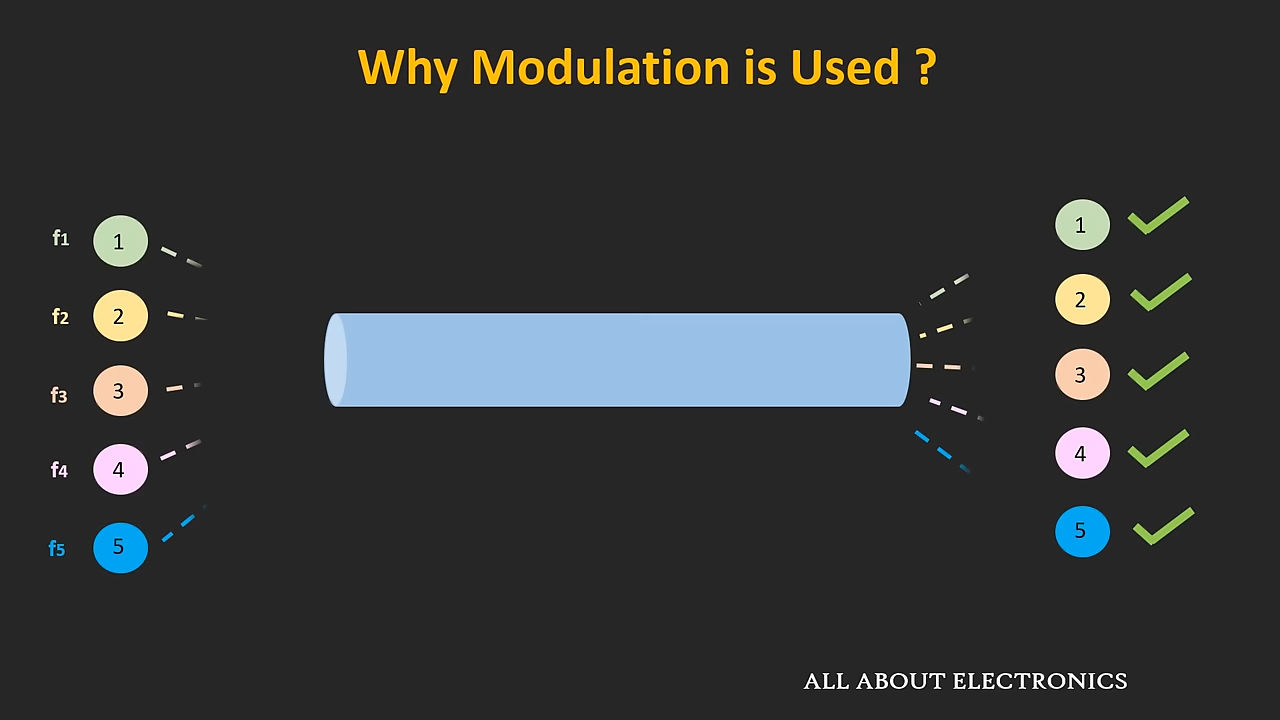 Why Modulation is Used ?
f1 1
f2 2
f3 3
f4 4
f5 5
1
2
3
4
5
ALL ABOUT ELECTRONICS